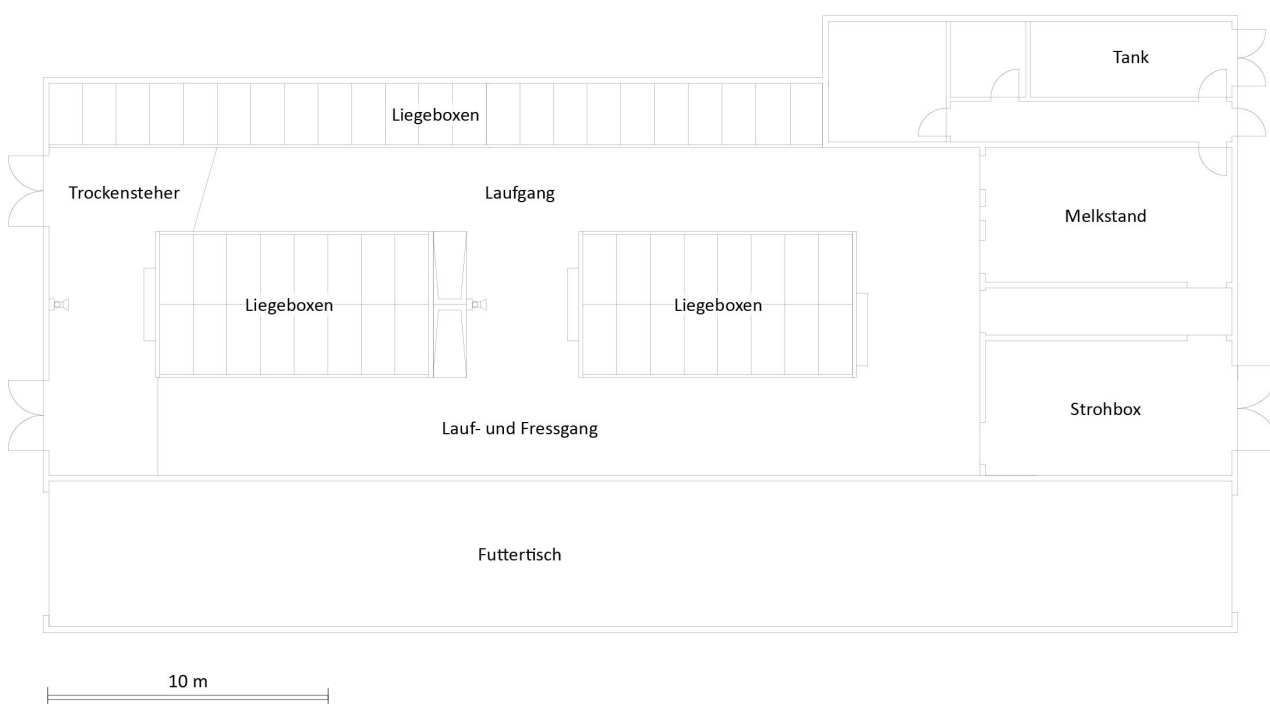 Tank
Liegeboxen
Trockensteher
Laufgang
Melkstand
Liegeboxen
Liegeboxen
Strohbox
Lauf- und Fressgang
Futtertisch
10 m